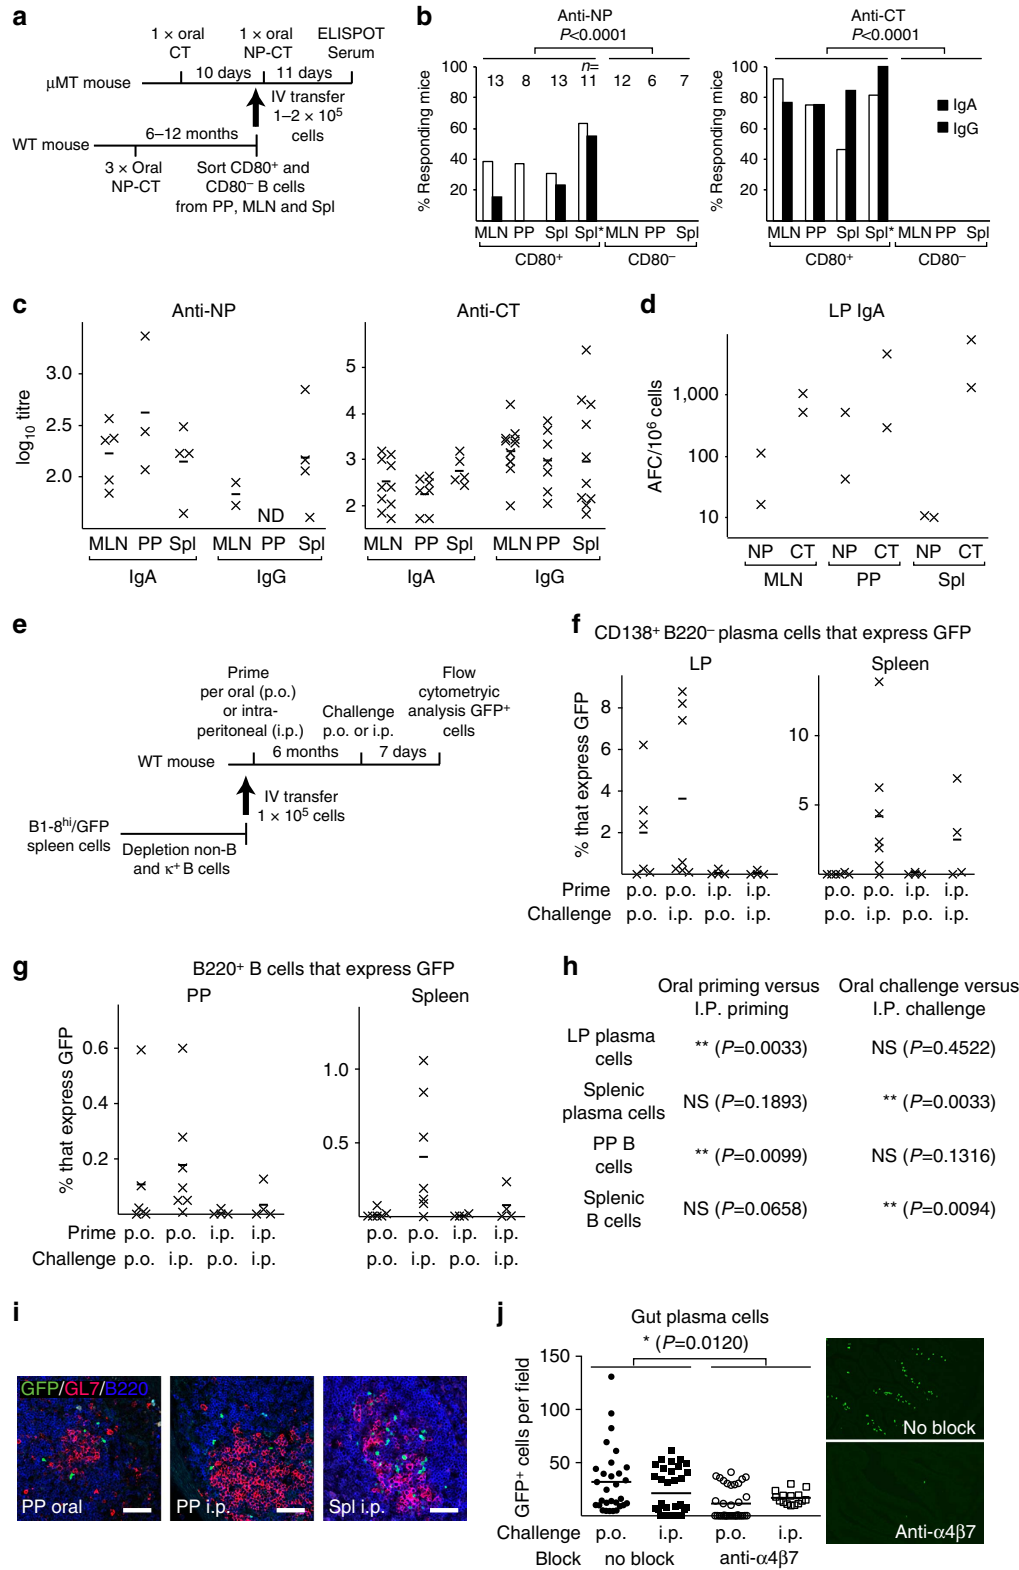 a
1 × oral CT
1 × oral NP-CT
ELISPOT Serum
10 days
11 days
μMT mouse
IV transfer
1–2 × 10⁵
cells
6–12 months
WT mouse
3 × Oral
NP-CT
Sort CD80⁺ and
CD80⁻ B cells
from PP, MLN and Spl
b
Anti-NP
P<0.0001
n=
13 8 13 11 12 6 7
% Responding mice
100
80
60
40
20
MLN PP Spl Spl* MLN PP Spl
CD80⁺ CD80⁻
Anti-CT
P<0.0001
% Responding mice
100
80
60
40
20
IgA
IgG
MLN PP Spl Spl* MLN PP Spl
CD80⁺ CD80⁻
c
Anti-NP
log₁₀ titre
3.0
2.5
2.0
ND
MLN PP Spl MLN PP Spl
IgA IgG
Anti-CT
5
4
3
2
MLN PP Spl MLN PP Spl
IgA IgG
d
LP IgA
AFC/10⁶ cells
1,000
100
10
NP CT NP CT NP CT
MLN PP Spl
e
Prime
per oral (p.o.)
or intra-
peritoneal (i.p.)
Challenge
p.o. or i.p.
Flow
cytometryic
analysis GFP⁺
cells
6 months
7 days
WT mouse
IV transfer
1 × 10⁵ cells
B1-8ʰⁱ/GFP
spleen cells
Depletion non-B
and κ⁺ B cells
f
CD138⁺ B220⁻ plasma cells that express GFP
LP
Spleen
% that express GFP
8
6
4
2
10
5
Prime p.o. p.o. i.p. i.p. p.o. p.o. i.p. i.p.
Challenge p.o. i.p. p.o. i.p. p.o. i.p. p.o. i.p.
g
B220⁺ B cells that express GFP
PP
Spleen
% that express GFP
0.6
0.4
0.2
1.0
0.5
Prime p.o. p.o. i.p. i.p. p.o. p.o. i.p. i.p.
Challenge p.o. i.p. p.o. i.p. p.o. i.p. p.o. i.p.
h
Oral priming versus I.P. priming
Oral challenge versus I.P. challenge
LP plasma cells ** (P=0.0033) NS (P=0.4522)
Splenic plasma cells NS (P=0.1893) ** (P=0.0033)
PP B cells ** (P=0.0099) NS (P=0.1316)
Splenic B cells NS (P=0.0658) ** (P=0.0094)
i
GFP/GL7/B220
PP oral
PP i.p.
Spl i.p.
j
Gut plasma cells
* (P=0.0120)
GFP⁺ cells per field
150
100
50
Challenge p.o. i.p. p.o. i.p.
Block no block anti-α4β7
No block
Anti-α4β7